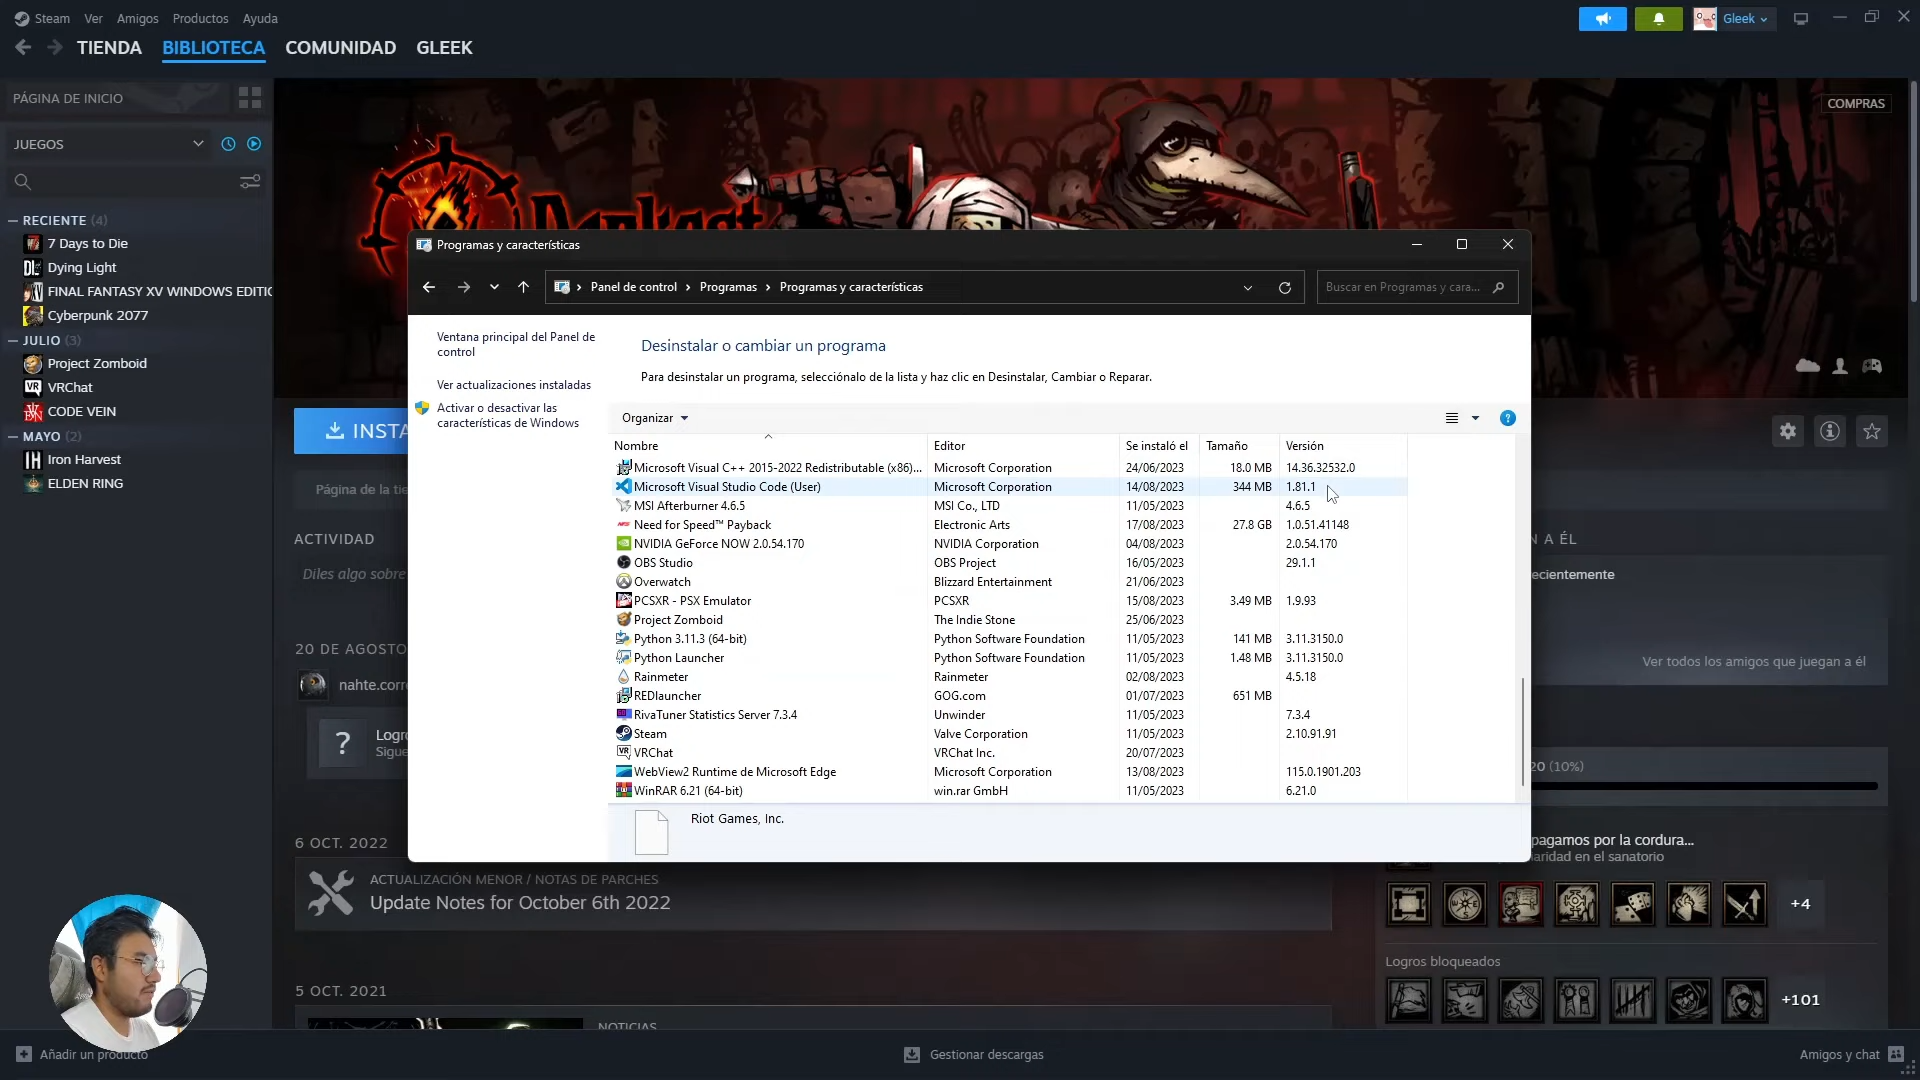 Steam Ver Amigos Productos Ayuda
Gleek
TIENDA BIBLIOTECA COMUNIDAD GLEEK
PÁGINA DE INICIO
COMPRAS
JUEGOS
— RECIENTE (4)
7 Days to Die
Dying Light
FINAL FANTASY XV WINDOWS EDITIO
Cyberpunk 2077
— JULIO (3)
Project Zomboid
VRChat
CODE VEIN
— MAYO (2)
Iron Harvest
ELDEN RING
Darkest
Programas y características
Panel de control › Programas › Programas y características
Buscar en Programas y cara...
Ventana principal del Panel de
control
Ver actualizaciones instaladas
Activar o desactivar las
características de Windows
Desinstalar o cambiar un programa
Para desinstalar un programa, selecciónalo de la lista y haz clic en Desinstalar, Cambiar o Reparar.
Organizar
Nombre Editor Se instaló el Tamaño Versión
Microsoft Visual C++ 2015-2022 Redistributable (x86)... Microsoft Corporation 24/06/2023 18.0 MB 14.36.32532.0
Microsoft Visual Studio Code (User) Microsoft Corporation 14/08/2023 344 MB 1.81.1
MSI Afterburner 4.6.5 MSI Co., LTD 11/05/2023 4.6.5
Need for Speed™ Payback Electronic Arts 17/08/2023 27.8 GB 1.0.51.41148
NVIDIA GeForce NOW 2.0.54.170 NVIDIA Corporation 04/08/2023 2.0.54.170
OBS Studio OBS Project 16/05/2023 29.1.1
Overwatch Blizzard Entertainment 21/06/2023
PCSXR - PSX Emulator PCSXR 15/08/2023 3.49 MB 1.9.93
Project Zomboid The Indie Stone 25/06/2023
Python 3.11.3 (64-bit) Python Software Foundation 11/05/2023 141 MB 3.11.3150.0
Python Launcher Python Software Foundation 11/05/2023 1.48 MB 3.11.3150.0
Rainmeter Rainmeter 02/08/2023 4.5.18
REDlauncher GOG.com 01/07/2023 651 MB
RivaTuner Statistics Server 7.3.4 Unwinder 11/05/2023 7.3.4
Steam Valve Corporation 11/05/2023 2.10.91.91
VRChat VRChat Inc. 20/07/2023
WebView2 Runtime de Microsoft Edge Microsoft Corporation 13/08/2023 115.0.1901.203
WinRAR 6.21 (64-bit) win.rar GmbH 11/05/2023 6.21.0
Riot Games, Inc.
INSTA
Página de la tie
ACTIVIDAD
Diles algo sobre
20 DE AGOSTO
nahte.corre
?
Logro
Sigue
6 OCT. 2022
ACTUALIZACIÓN MENOR / NOTAS DE PARCHES
Update Notes for October 6th 2022
5 OCT. 2021
NOTICIAS
N A ÉL
ecientemente
Ver todos los amigos que juegan a él
20 (10%)
pagamos por la cordura...
aridad en el sanatorio
+4
Logros bloqueados
+101
Añadir un producto
Gestionar descargas
Amigos y chat